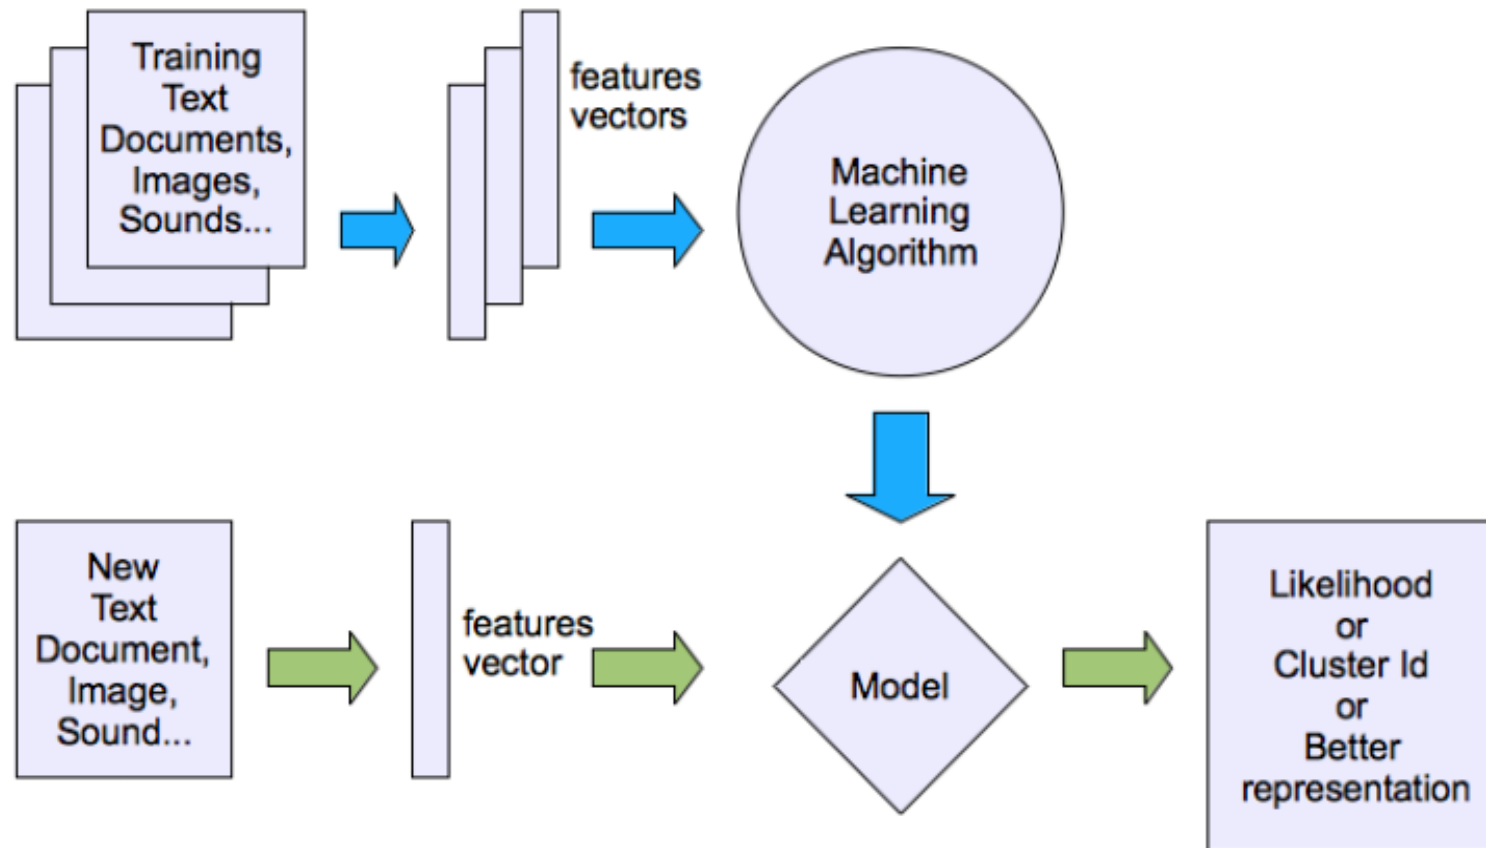 Training
Text
Documents,
Images,
Sounds...
features
vectors
Machine
Learning
Algorithm
New
Text
Document,
Image,
Sound...
features
vector
Model
Likelihood
or
Cluster Id
or
Better
representation